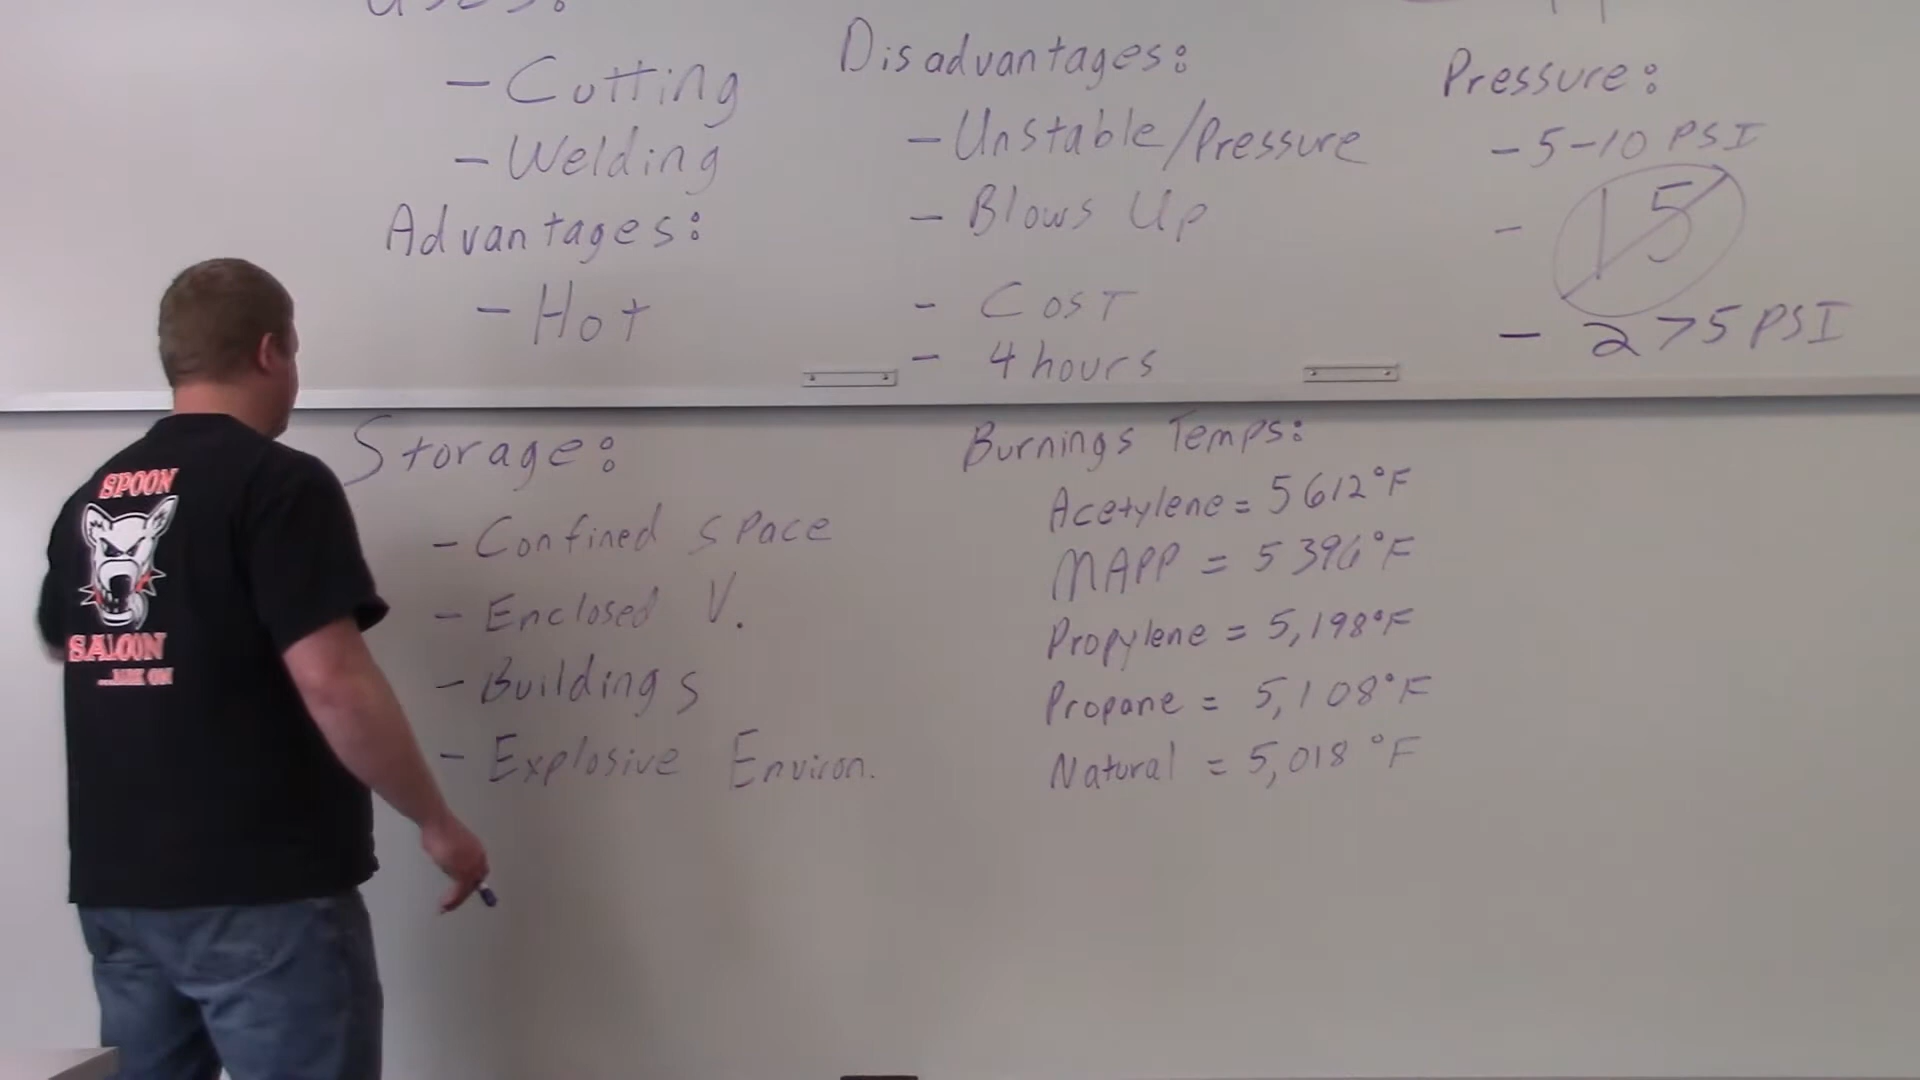 Uses:
- Cutting
- Welding
Advantages:
- Hot
Disadvantages:
- Unstable/Pressure
- Blows Up
- Cost
- 4 hours
Pressure:
- 5-10 PSI
- 15
- 275 PSI
Storage:
- Confined space
- Enclosed V.
- Buildings
- Explosive Environ.
Burnings Temps:
Acetylene = 5612°F
MAPP = 5396°F
Propylene = 5,198°F
Propane = 5,108°F
Natural = 5,018 °F
SPOON
SALOON